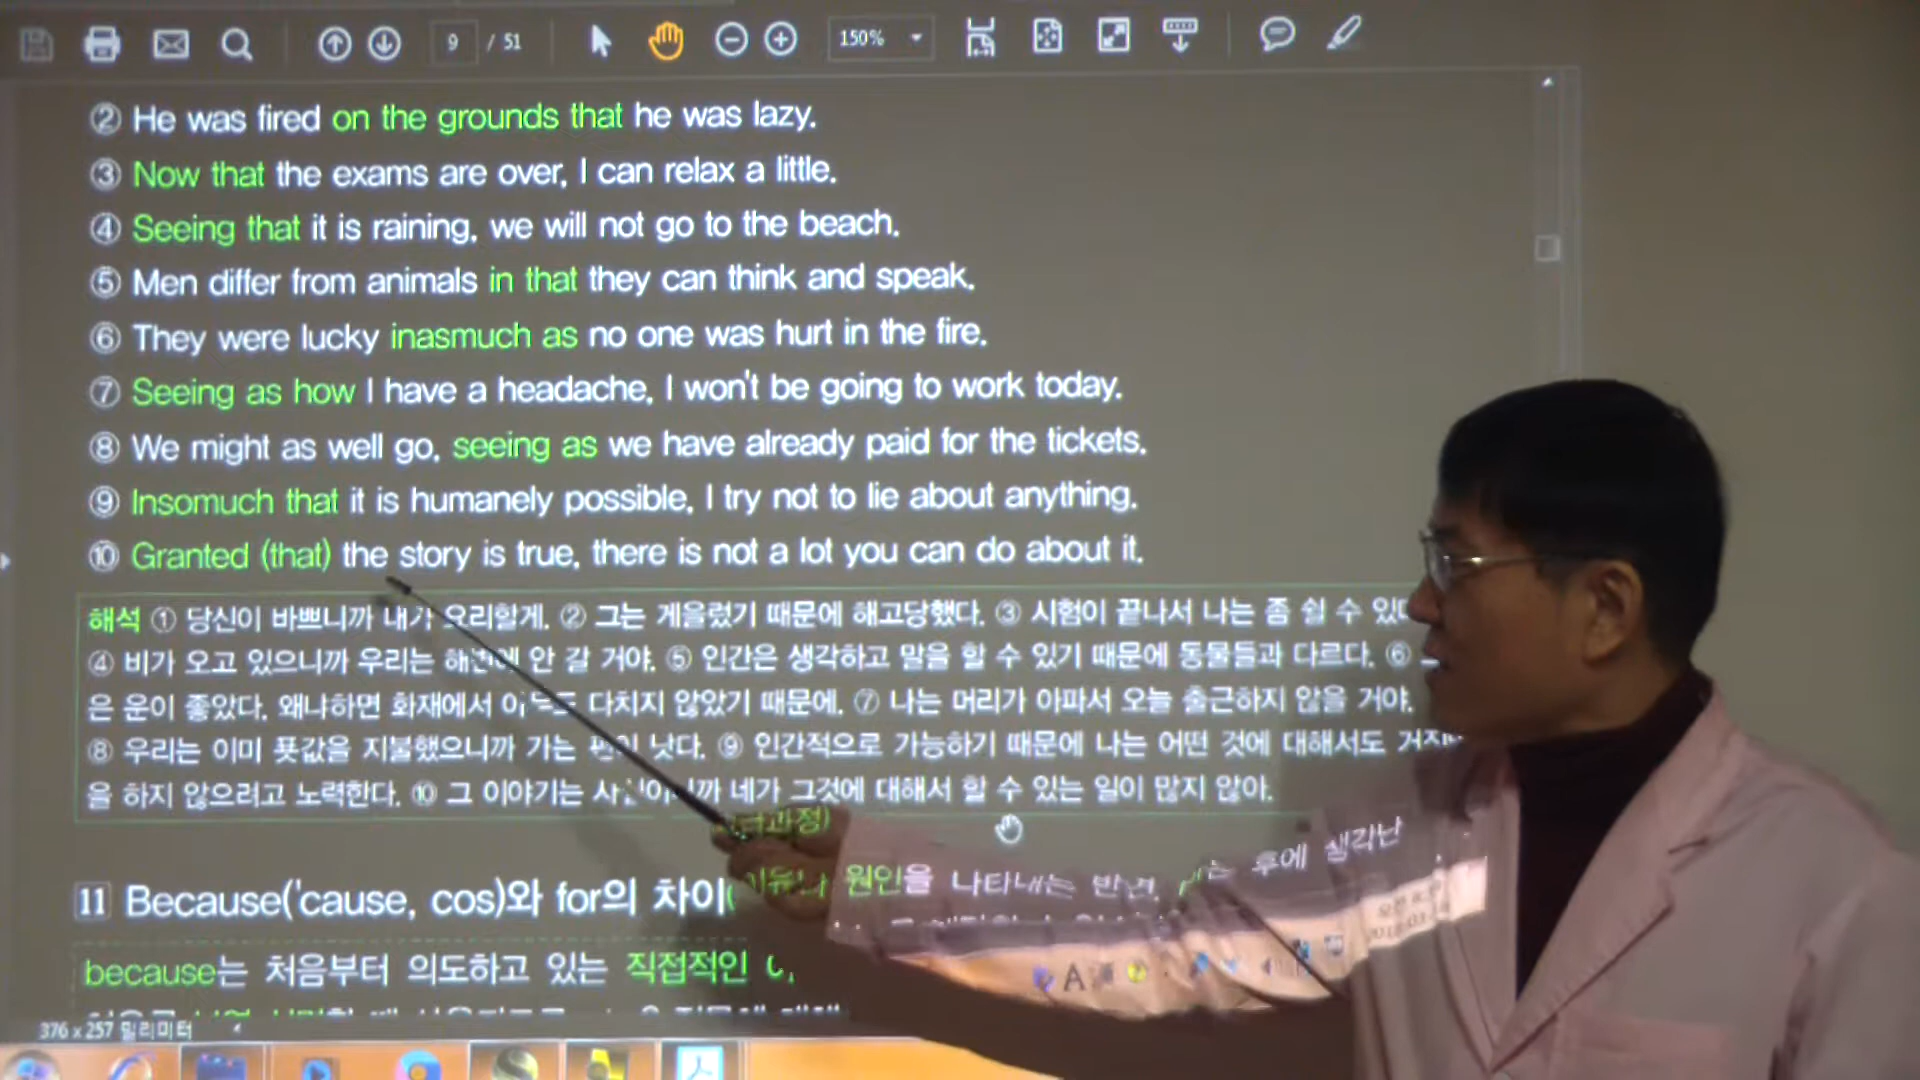 9 / 51
150%
② He was fired on the grounds that he was lazy.
③ Now that the exams are over, I can relax a little.
④ Seeing that it is raining, we will not go to the beach.
⑤ Men differ from animals in that they can think and speak.
⑥ They were lucky inasmuch as no one was hurt in the fire.
⑦ Seeing as how I have a headache, I won't be going to work today.
⑧ We might as well go, seeing as we have already paid for the tickets.
⑨ Insomuch that it is humanely possible, I try not to lie about anything.
⑩ Granted (that) the story is true, there is not a lot you can do about it.
해석 ① 당신이 바쁘니까 내가 요리할게. ② 그는 게을렀기 때문에 해고당했다. ③ 시험이 끝나서 나는 좀 쉴 수
④ 비가 오고 있으니까 우리는 해변에 안 갈 거야. ⑤ 인간은 생각하고 말을 할 수 있기 때문에 동물들과 다르다. ⑥
은 운이 좋았다. 왜냐하면 화재에서 다치지 않았기 때문에. ⑦ 나는 머리가 아파서 오늘 출근하지 않을 거야.
⑧ 우리는 이미 푯값을 지불했으니까 가는 편이 낫다. ⑨ 인간적으로 가능하기 때문에 나는 어떤 것에 대해서도
을 하지 않으려고 노력한다. ⑩ 그 이야기는 네가 그것에 대해서 할 수 있는 일이 많지 않아.
11 Because('cause, cos)와 for의 차이
원인을 나타내는 후에 생각난
because는 처음부터 의도하고 있는 직접적인
376 x 257 밀리미터
A